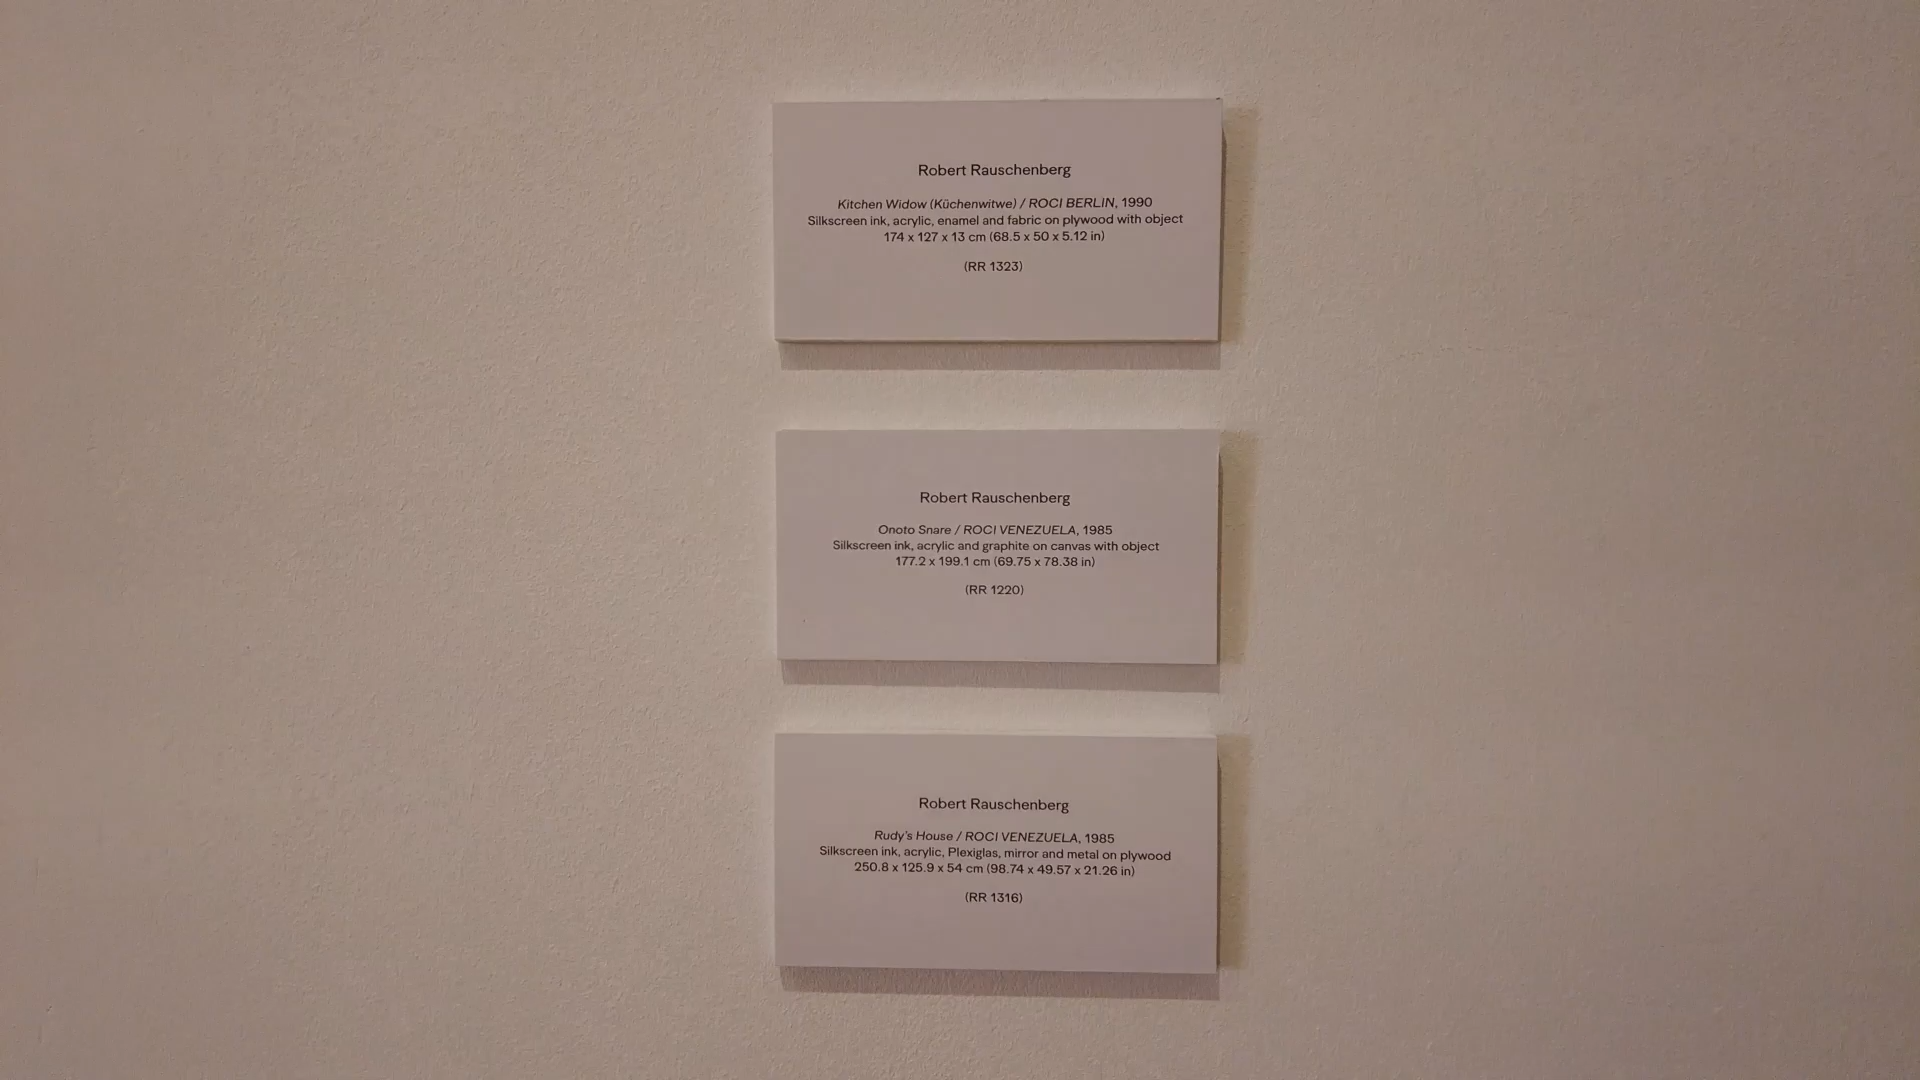 Robert Rauschenberg
Kitchen Widow (Küchenwitwe) / ROCI BERLIN, 1990
Silkscreen ink, acrylic, enamel and fabric on plywood with object
174 x 127 x 13 cm (68.5 x 50 x 5.12 in)
(RR 1323)
Robert Rauschenberg
Onoto Snare / ROCI VENEZUELA, 1985
Silkscreen ink, acrylic and graphite on canvas with object
177.2 x 199.1 cm (69.75 x 78.38 in)
(RR 1220)
Robert Rauschenberg
Rudy's House / ROCI VENEZUELA, 1985
Silkscreen ink, acrylic, Plexiglas, mirror and metal on plywood
250.8 x 125.9 x 54 cm (98.74 x 49.57 x 21.26 in)
(RR 1316)